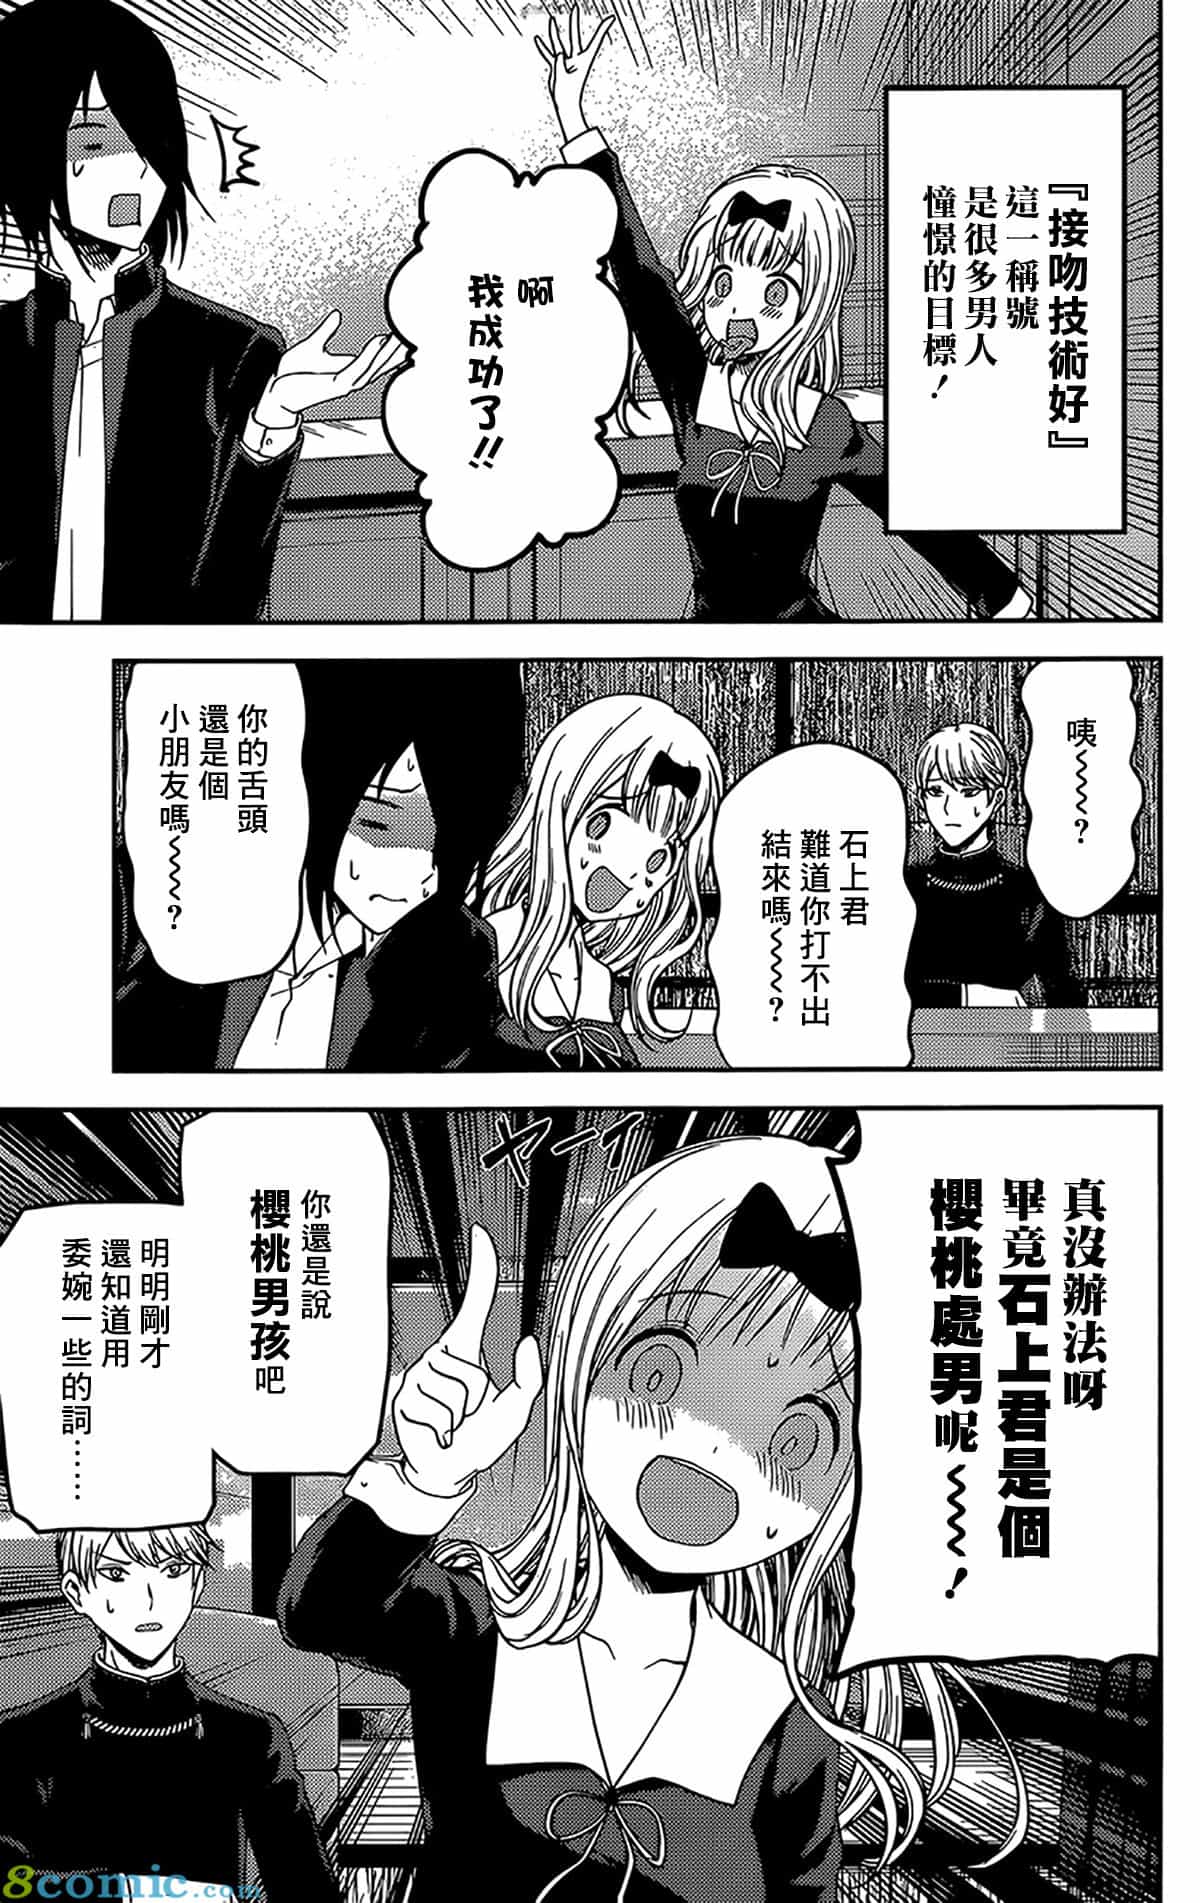 『接吻技術好』
這一稱號
是很多男人
憧憬的目標！
啊
我成功了!!
咦～～～？
石上君
難道你打不出
結來嗎～～～？
你的舌頭
還是個
小朋友嗎～～～？
真沒辦法呀
畢竟石上君是個
櫻桃處男呢～～～！
ヤーイ
你還是說
櫻桃男孩吧
明明剛才
還知道用
委婉一些的詞……
8comic.com